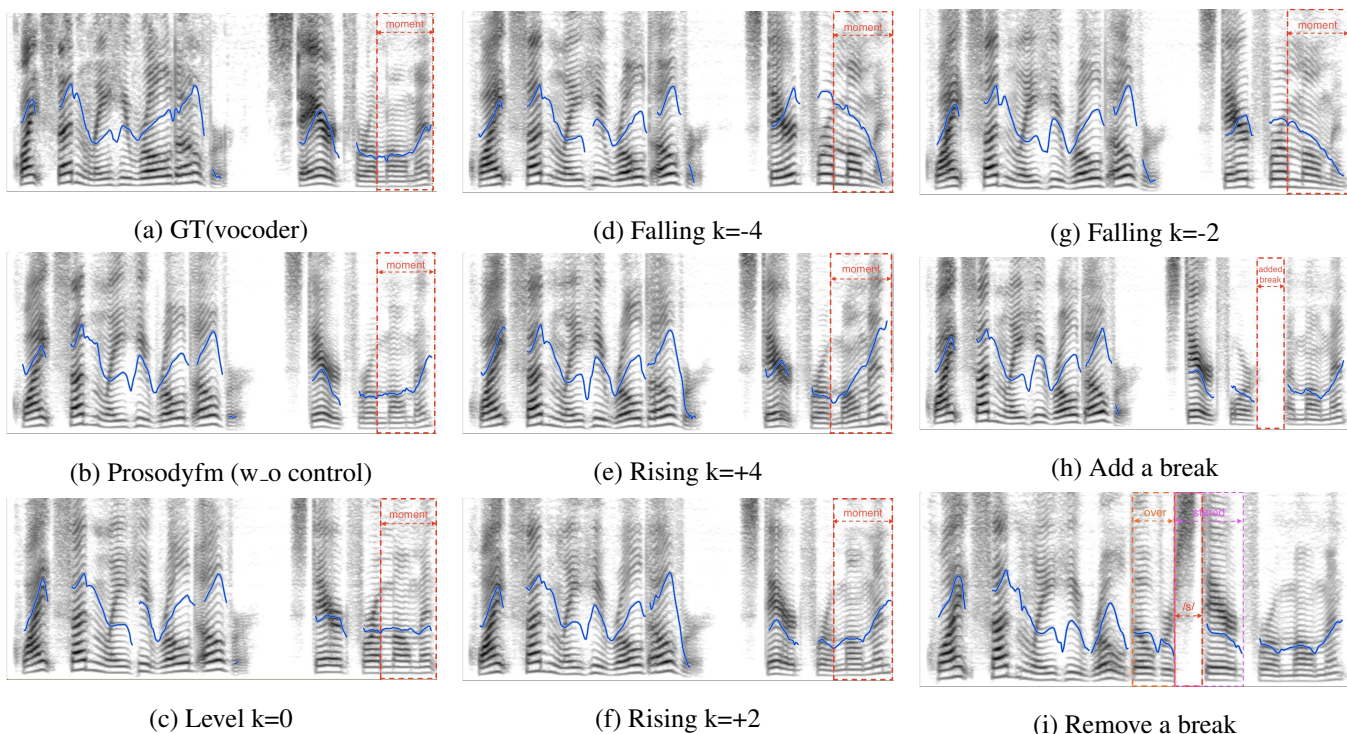 moment
moment
moment
(a) GT(vocoder)
(d) Falling k=-4
(g) Falling k=-2
moment
moment
added
break
(b) Prosodyfm (w_o control)
(e) Rising k=+4
(h) Add a break
moment
moment
over
stared
/s/
(c) Level k=0
(f) Rising k=+2
(i) Remove a break